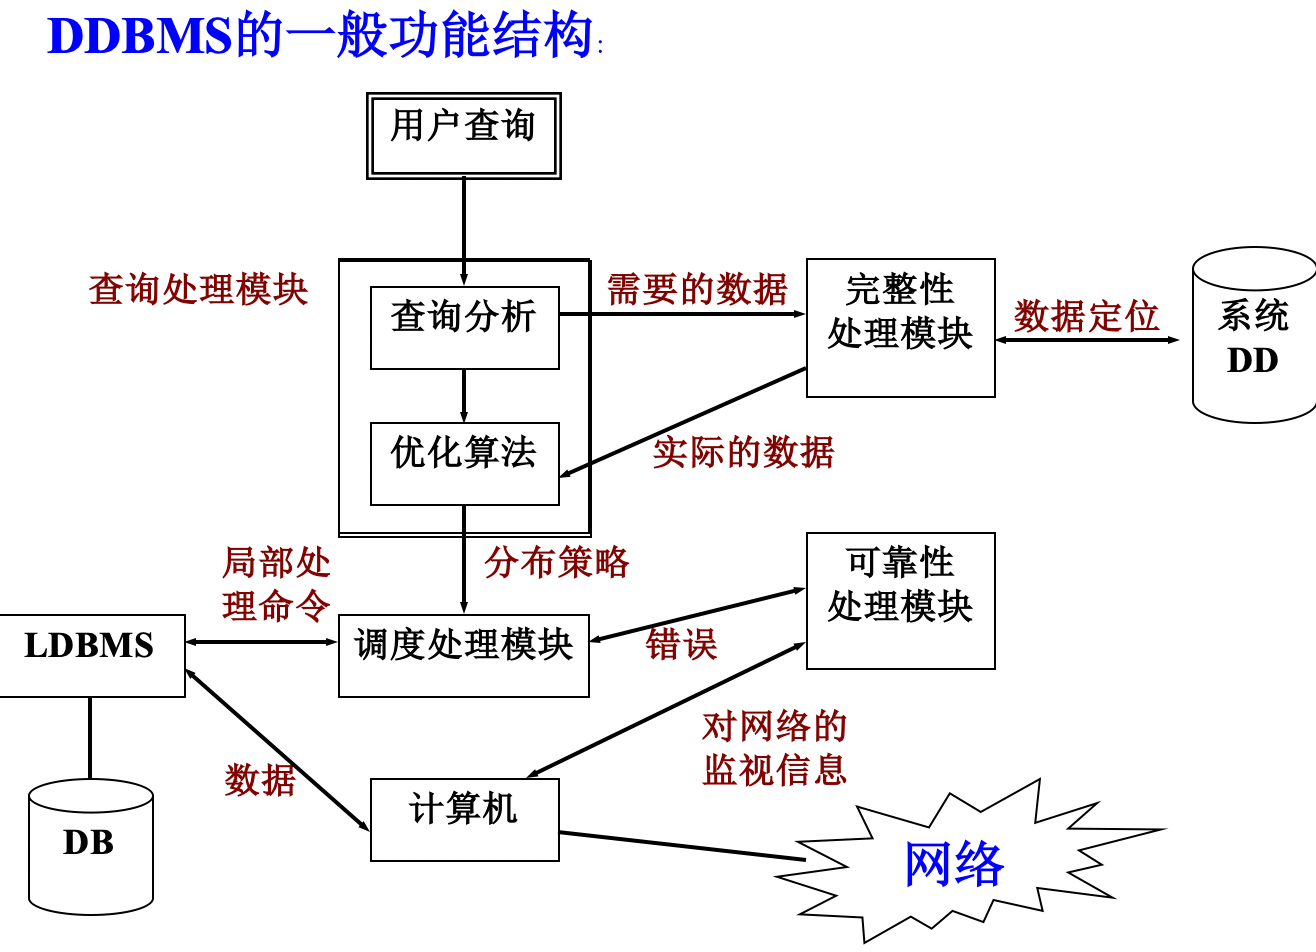 DDBMS的一般功能结构:
用户查询
查询处理模块
查询分析
需要的数据
完整性
处理模块
数据定位
系统
DD
优化算法
实际的数据
局部处
理命令
分布策略
可靠性
处理模块
LDBMS
调度处理模块
错误
对网络的
监视信息
数据
计算机
DB
网络